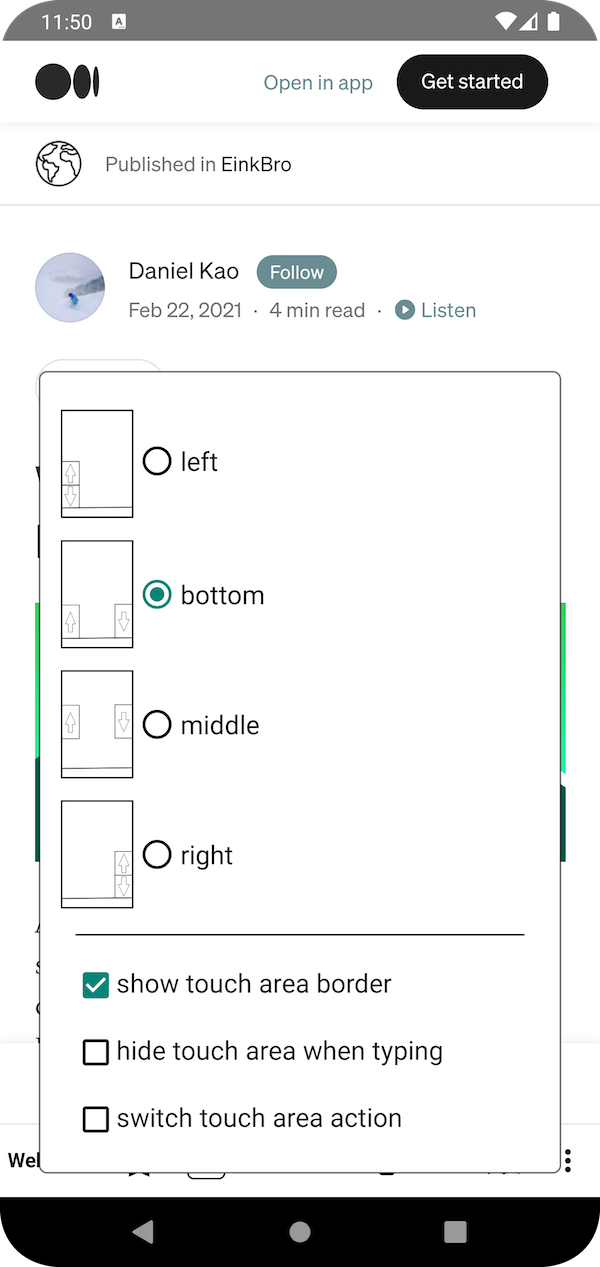 11:50 A
Open in app Get started
Published in EinkBro
Daniel Kao Follow
Feb 22, 2021 · 4 min read · Listen
left
bottom
middle
right
show touch area border
hide touch area when typing
switch touch area action